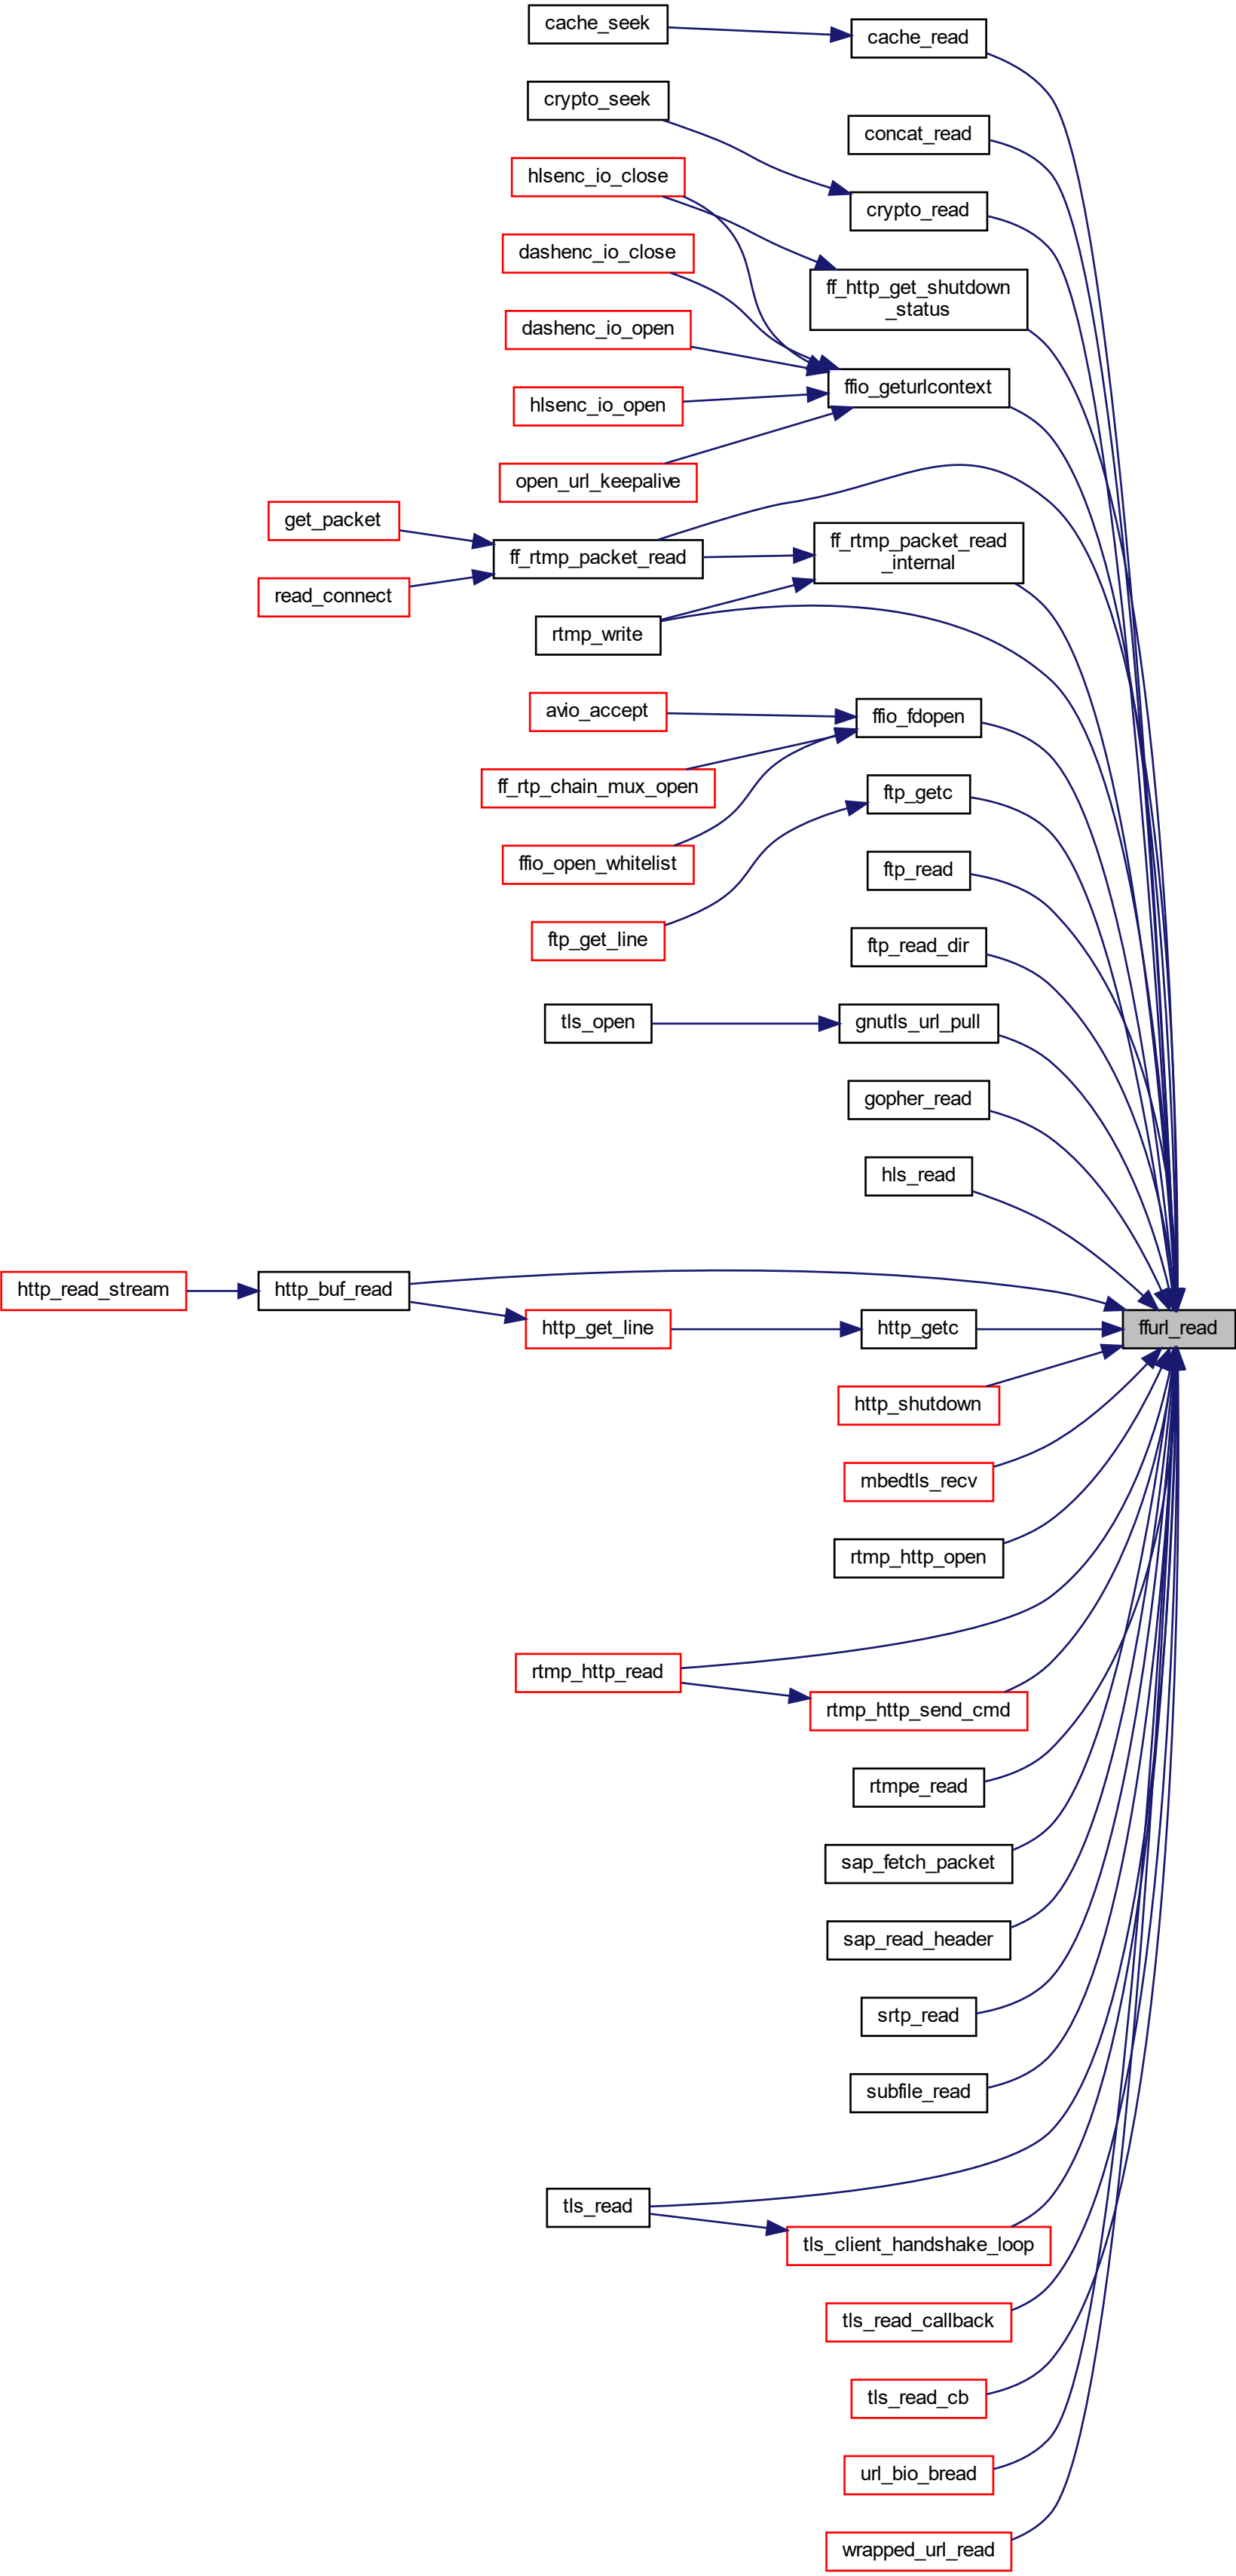 cache_seek
cache_read
crypto_seek
concat_read
hlsenc_io_close
crypto_read
dashenc_io_close
ff_http_get_shutdown
_status
dashenc_io_open
ffio_geturlcontext
hlsenc_io_open
open_url_keepalive
get_packet
ff_rtmp_packet_read
ff_rtmp_packet_read
_internal
read_connect
rtmp_write
avio_accept
ffio_fdopen
ff_rtp_chain_mux_open
ftp_getc
ffio_open_whitelist
ftp_read
ftp_get_line
ftp_read_dir
tls_open
gnutls_url_pull
gopher_read
hls_read
http_read_stream
http_buf_read
http_get_line
http_getc
ffurl_read
http_shutdown
mbedtls_recv
rtmp_http_open
rtmp_http_read
rtmp_http_send_cmd
rtmpe_read
sap_fetch_packet
sap_read_header
srtp_read
subfile_read
tls_read
tls_client_handshake_loop
tls_read_callback
tls_read_cb
url_bio_bread
wrapped_url_read